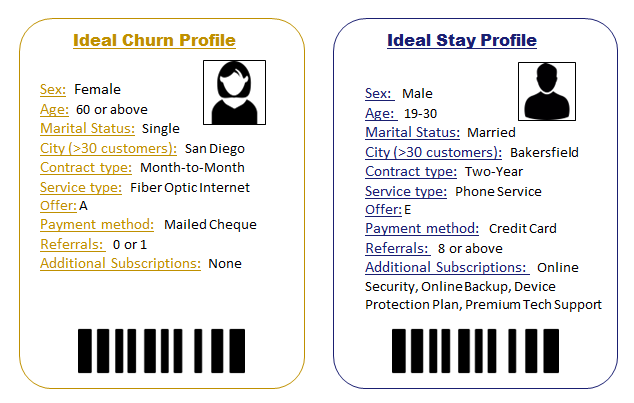 Ideal Churn Profile
Sex: Female
Age: 60 or above
Marital Status: Single
City (>30 customers): San Diego
Contract type: Month-to-Month
Service type: Fiber Optic Internet
Offer: A
Payment method: Mailed Cheque
Referrals: 0 or 1
Additional Subscriptions: None
Ideal Stay Profile
Sex: Male
Age: 19-30
Marital Status: Married
City (>30 customers): Bakersfield
Contract type: Two-Year
Service type: Phone Service
Offer: E
Payment method: Credit Card
Referrals: 8 or above
Additional Subscriptions: Online
Security, Online Backup, Device
Protection Plan, Premium Tech Support